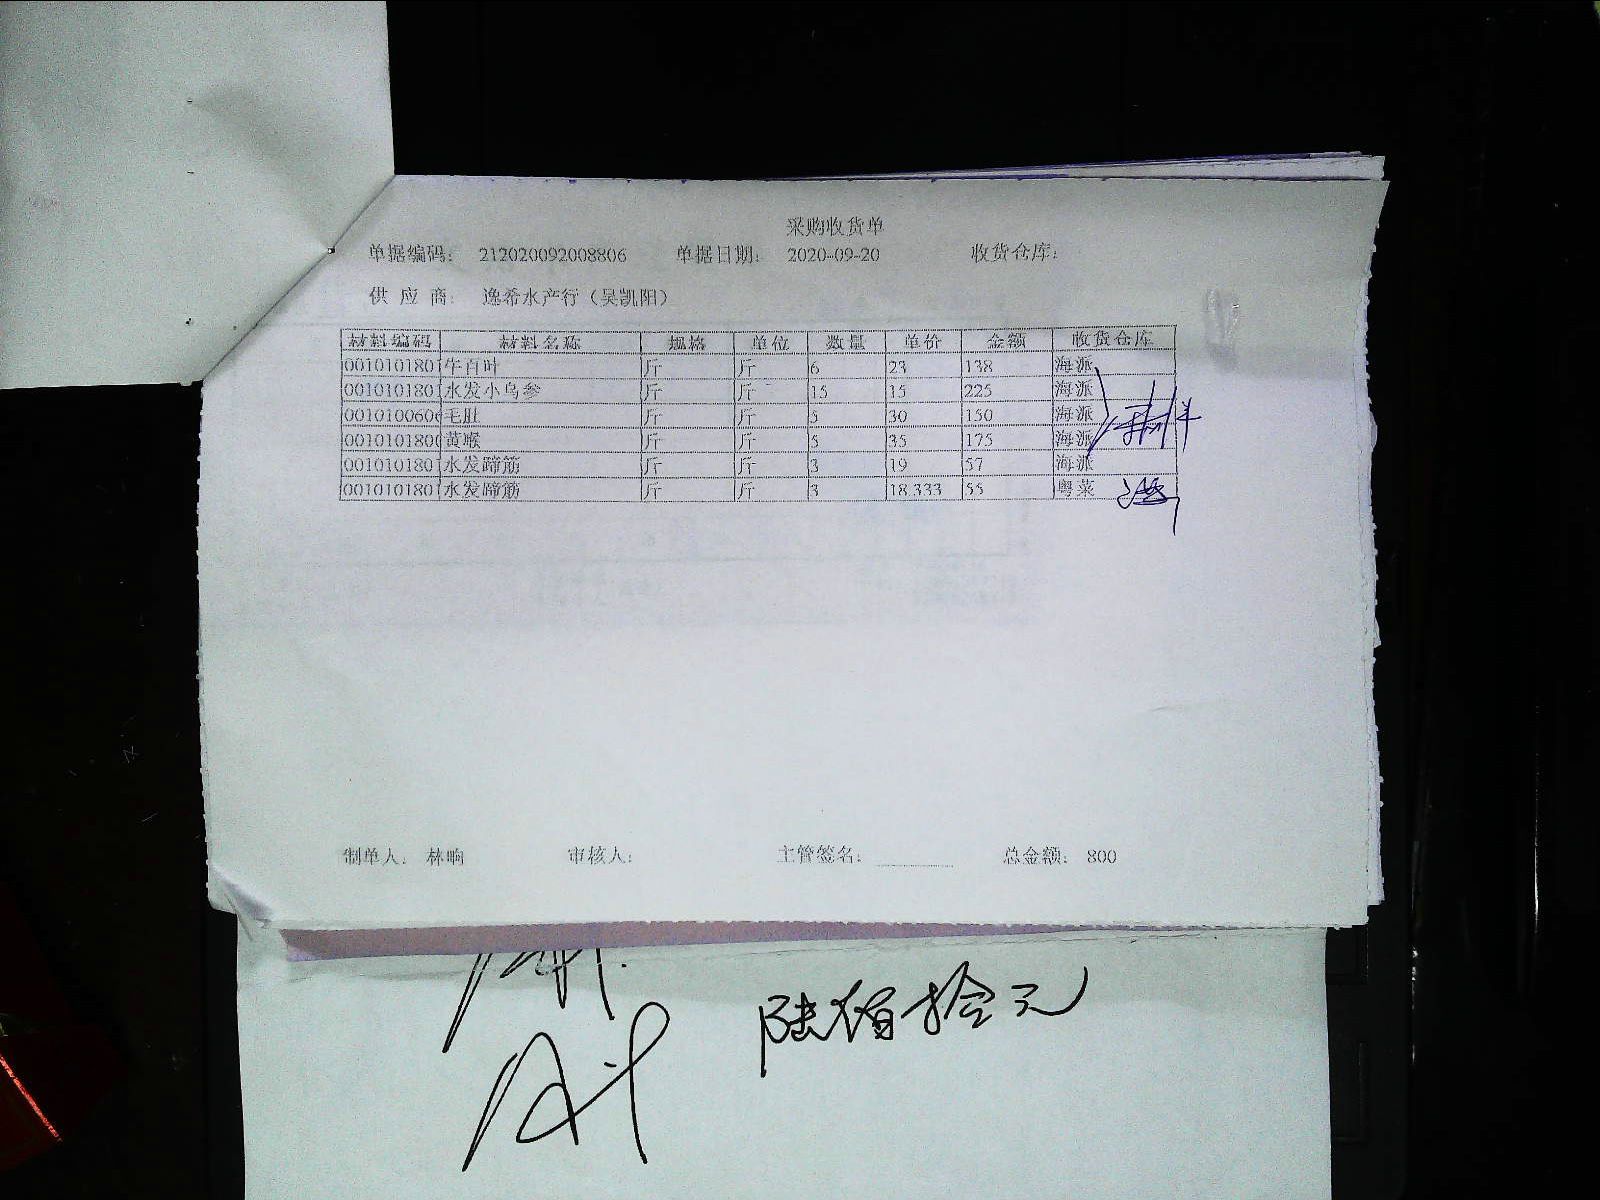 采购收货单
单据编码: 212020092008806 单据日期: 2020-09-20 收货仓库:
供 应 商: 逸希水产行（吴凯阳）
材料编码 材料名称 规格 单位 数量 单价 金额 收货仓库
0010101801 牛百叶 斤 斤 6 23 138 海派
0010101801 水发小乌参 斤 斤 15 15 225 海派
001010060 毛肚 斤 斤 5 30 150 海派
001010180 黄喉 斤 斤 5 35 175 海派
0010101801 水发蹄筋 斤 斤 3 19 57 海派
0010101801 水发蹄筋 斤 斤 3 18.333 55 粤菜
制单人: 林晌 审核人: 主管签名: 总金额: 800
陆佰拾元